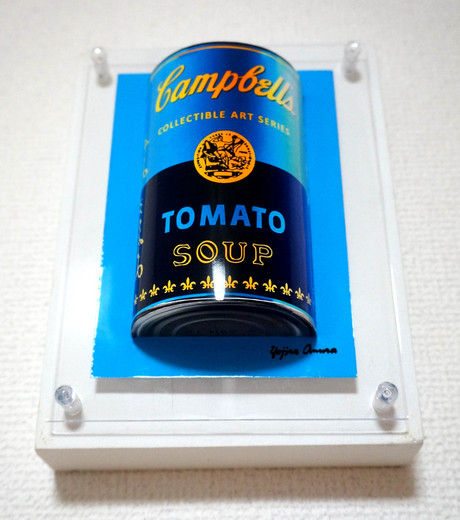 Campbell's
COLLECTIBLE ART SERIES
TOMATO
SOUP
Yojiro Omura